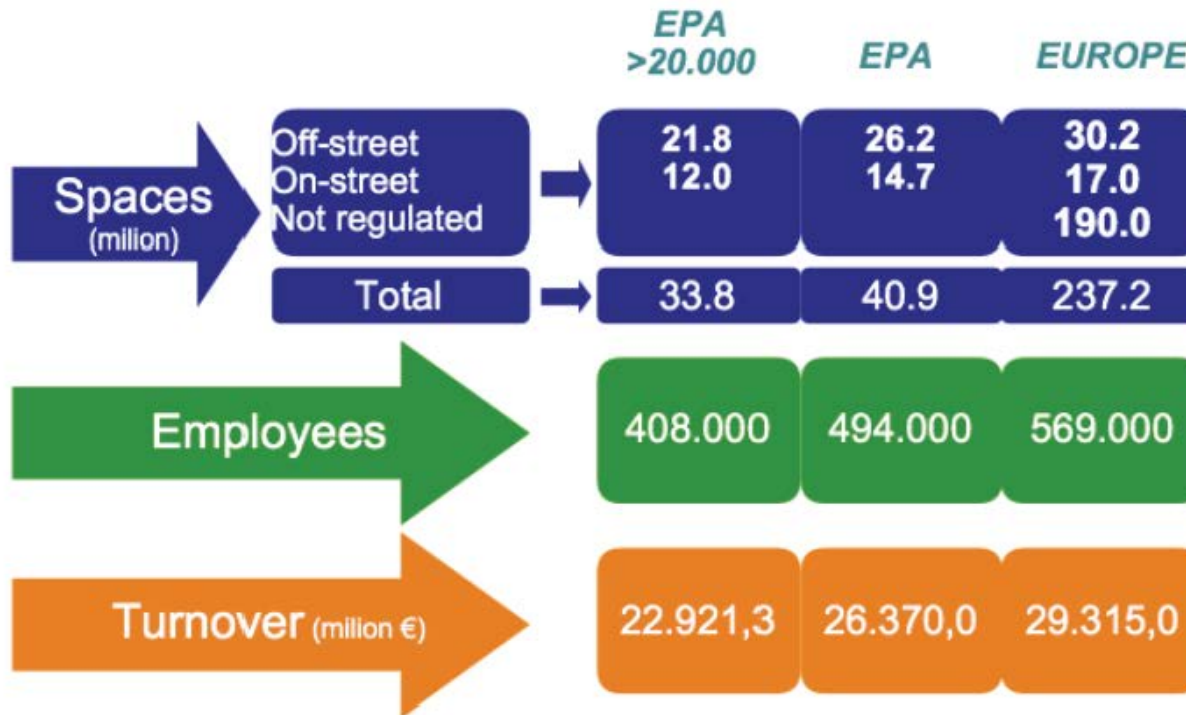 EPA
>20.000
EPA
EUROPE
Spaces
(milion)
Off-street
On-street
Not regulated
21.8
12.0
26.2
14.7
30.2
17.0
190.0
Total
33.8
40.9
237.2
Employees
408.000
494.000
569.000
Turnover (milion €)
22.921,3
26.370,0
29.315,0